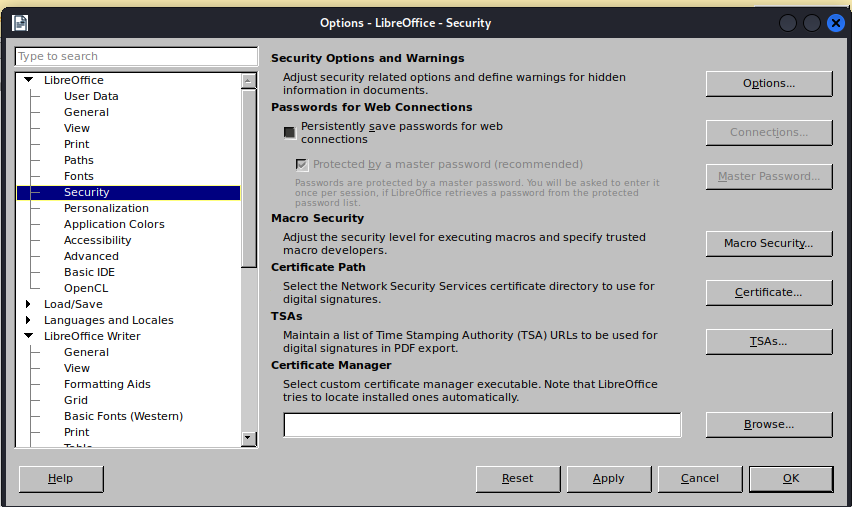 Options - LibreOffice - Security
Type to search
LibreOffice
User Data
General
View
Print
Paths
Fonts
Security
Personalization
Application Colors
Accessibility
Advanced
Basic IDE
OpenCL
Load/Save
Languages and Locales
LibreOffice Writer
General
View
Formatting Aids
Grid
Basic Fonts (Western)
Print
Table
Security Options and Warnings
Adjust security related options and define warnings for hidden
information in documents.
Options...
Passwords for Web Connections
Persistently save passwords for web
connections
Connections...
Protected by a master password (recommended)
Passwords are protected by a master password. You will be asked to enter it
once per session, if LibreOffice retrieves a password from the protected
password list.
Master Password...
Macro Security
Adjust the security level for executing macros and specify trusted
macro developers.
Macro Security...
Certificate Path
Select the Network Security Services certificate directory to use for
digital signatures.
Certificate...
TSAs
Maintain a list of Time Stamping Authority (TSA) URLs to be used for
digital signatures in PDF export.
TSAs...
Certificate Manager
Select custom certificate manager executable. Note that LibreOffice
tries to locate installed ones automatically.
Browse...
Help
Reset
Apply
Cancel
OK